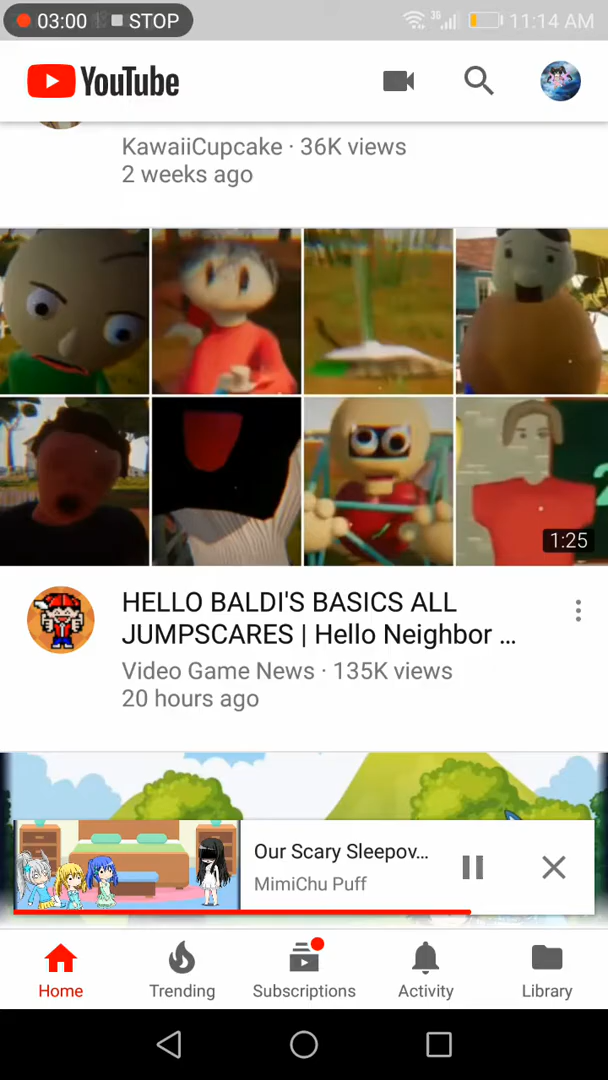 03:00 STOP 3G 11:14 AM
YouTube
KawaiiCupcake · 36K views
2 weeks ago
1:25
HELLO BALDI'S BASICS ALL
JUMPSCARES | Hello Neighbor ...
Video Game News · 135K views
20 hours ago
Our Scary Sleepov...
MimiChu Puff
Home Trending Subscriptions Activity Library